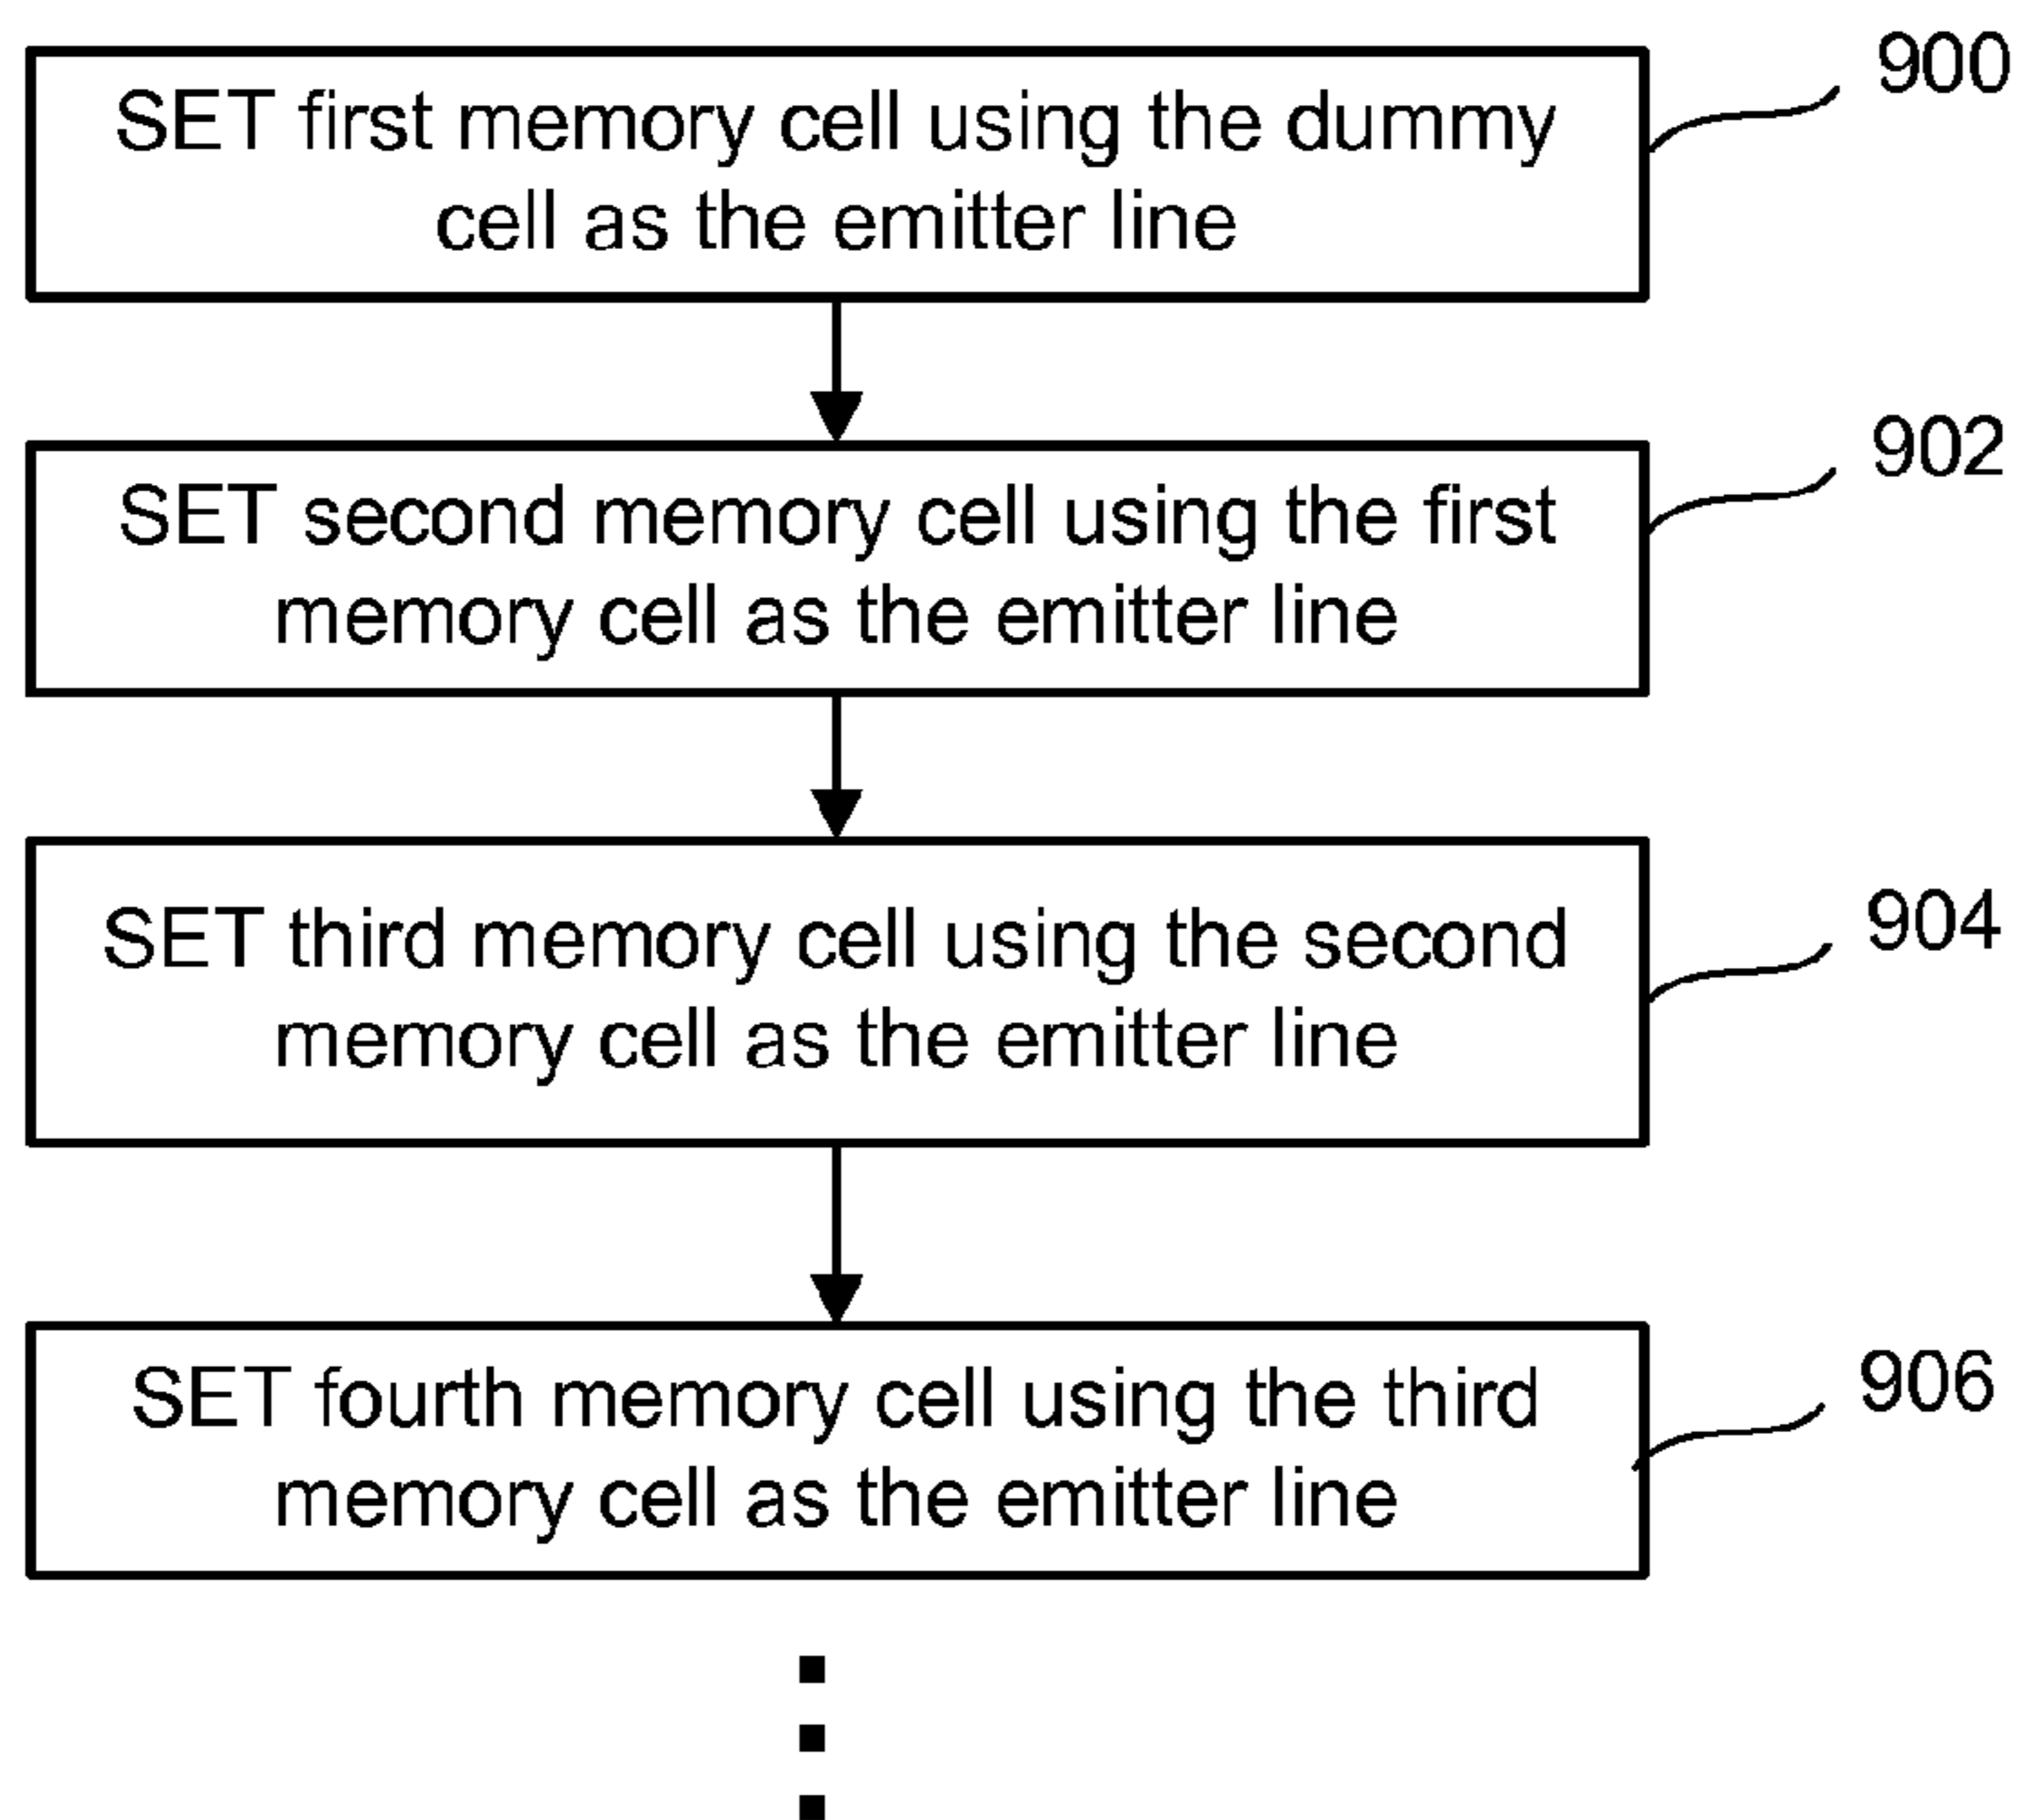 900
SET first memory cell using the dummy
cell as the emitter line
902
SET second memory cell using the first
memory cell as the emitter line
904
SET third memory cell using the second
memory cell as the emitter line
906
SET fourth memory cell using the third
memory cell as the emitter line